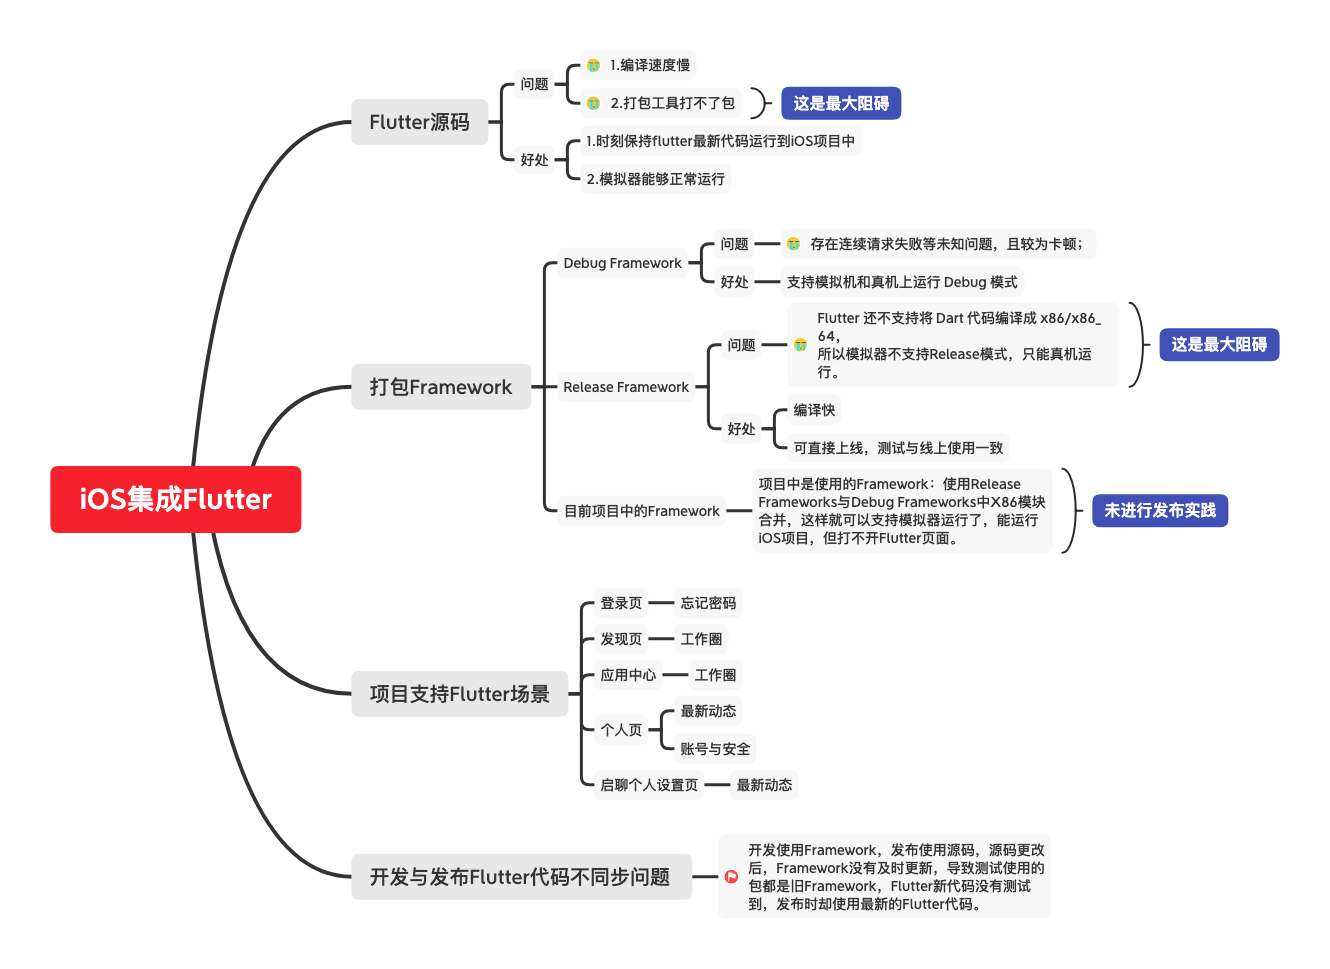 iOS集成Flutter
Flutter源码
问题
1.编译速度慢
2.打包工具打不了包
这是最大阻碍
好处
1.时刻保持flutter最新代码运行到iOS项目中
2.模拟器能够正常运行
打包Framework
Debug Framework
问题
存在连续请求失败等未知问题，且较为卡顿；
好处
支持模拟机和真机上运行 Debug 模式
Release Framework
问题
Flutter 还不支持将 Dart 代码编译成 x86/x86_
64，
所以模拟器不支持Release模式，只能真机运
行。
这是最大阻碍
好处
编译快
可直接上线，测试与线上使用一致
目前项目中的Framework
项目中是使用的Framework：使用Release
Frameworks与Debug Frameworks中X86模块
合并，这样就可以支持模拟器运行了，能运行
iOS项目，但打不开Flutter页面。
未进行发布实践
项目支持Flutter场景
登录页
忘记密码
发现页
工作圈
应用中心
工作圈
个人页
最新动态
账号与安全
启聊个人设置页
最新动态
开发与发布Flutter代码不同步问题
开发使用Framework，发布使用源码，源码更改
后，Framework没有及时更新，导致测试使用的
包都是旧Framework，Flutter新代码没有测试
到，发布时却使用最新的Flutter代码。